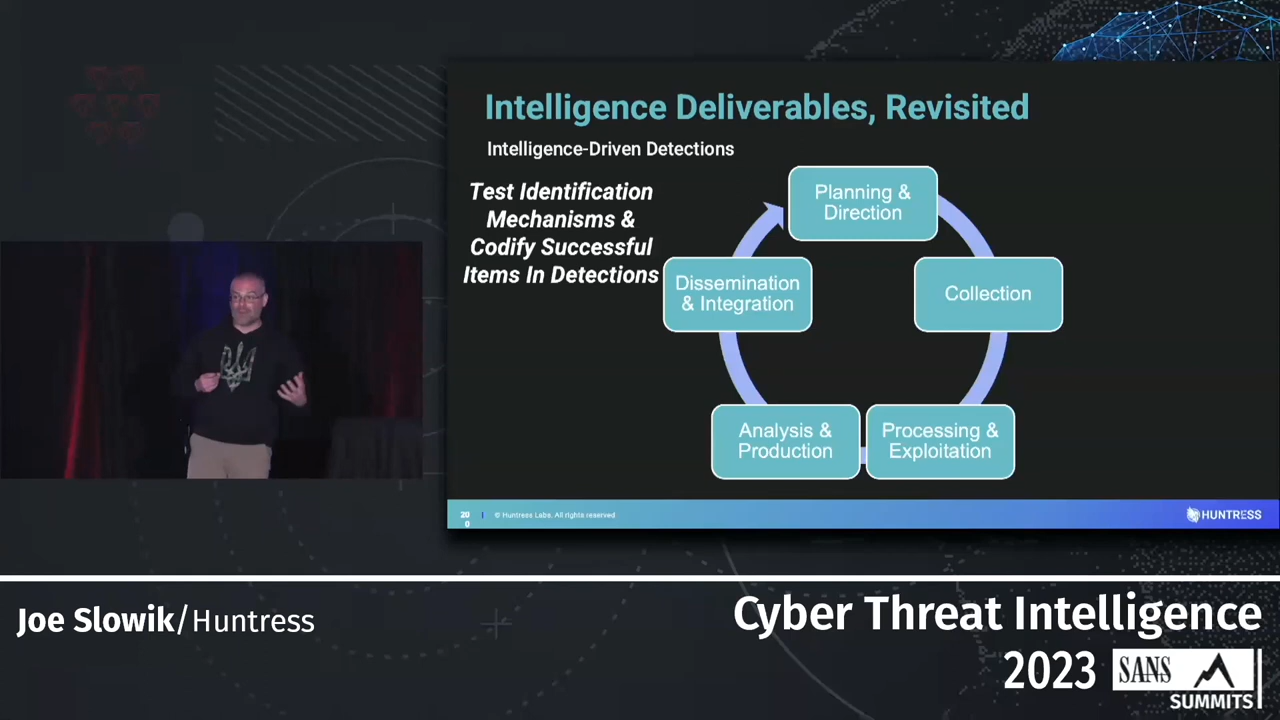 Intelligence Deliverables, Revisited
Intelligence-Driven Detections
Test Identification
Mechanisms &
Codify Successful
Items In Detections
Planning &
Direction
Collection
Processing &
Exploitation
Analysis &
Production
Dissemination
& Integration
20
0
© Huntress Labs. All rights reserved
HUNTRESS
Joe Slowik/Huntress
Cyber Threat Intelligence
2023
SANS
SUMMITS